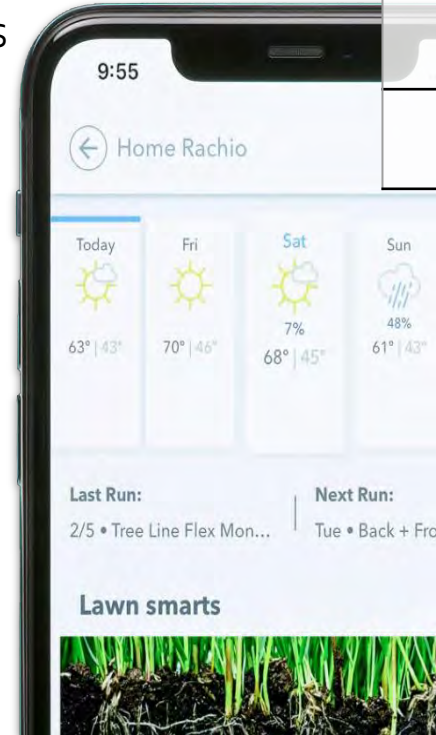 S
9:55
Home Rachio
Today Fri Sat Sun
7% 48%
63° | 43° 70° | 46° 68° | 45° 61° | 43°
Last Run: Next Run:
2/5 • Tree Line Flex Mon... Tue • Back + Fro
Lawn smarts